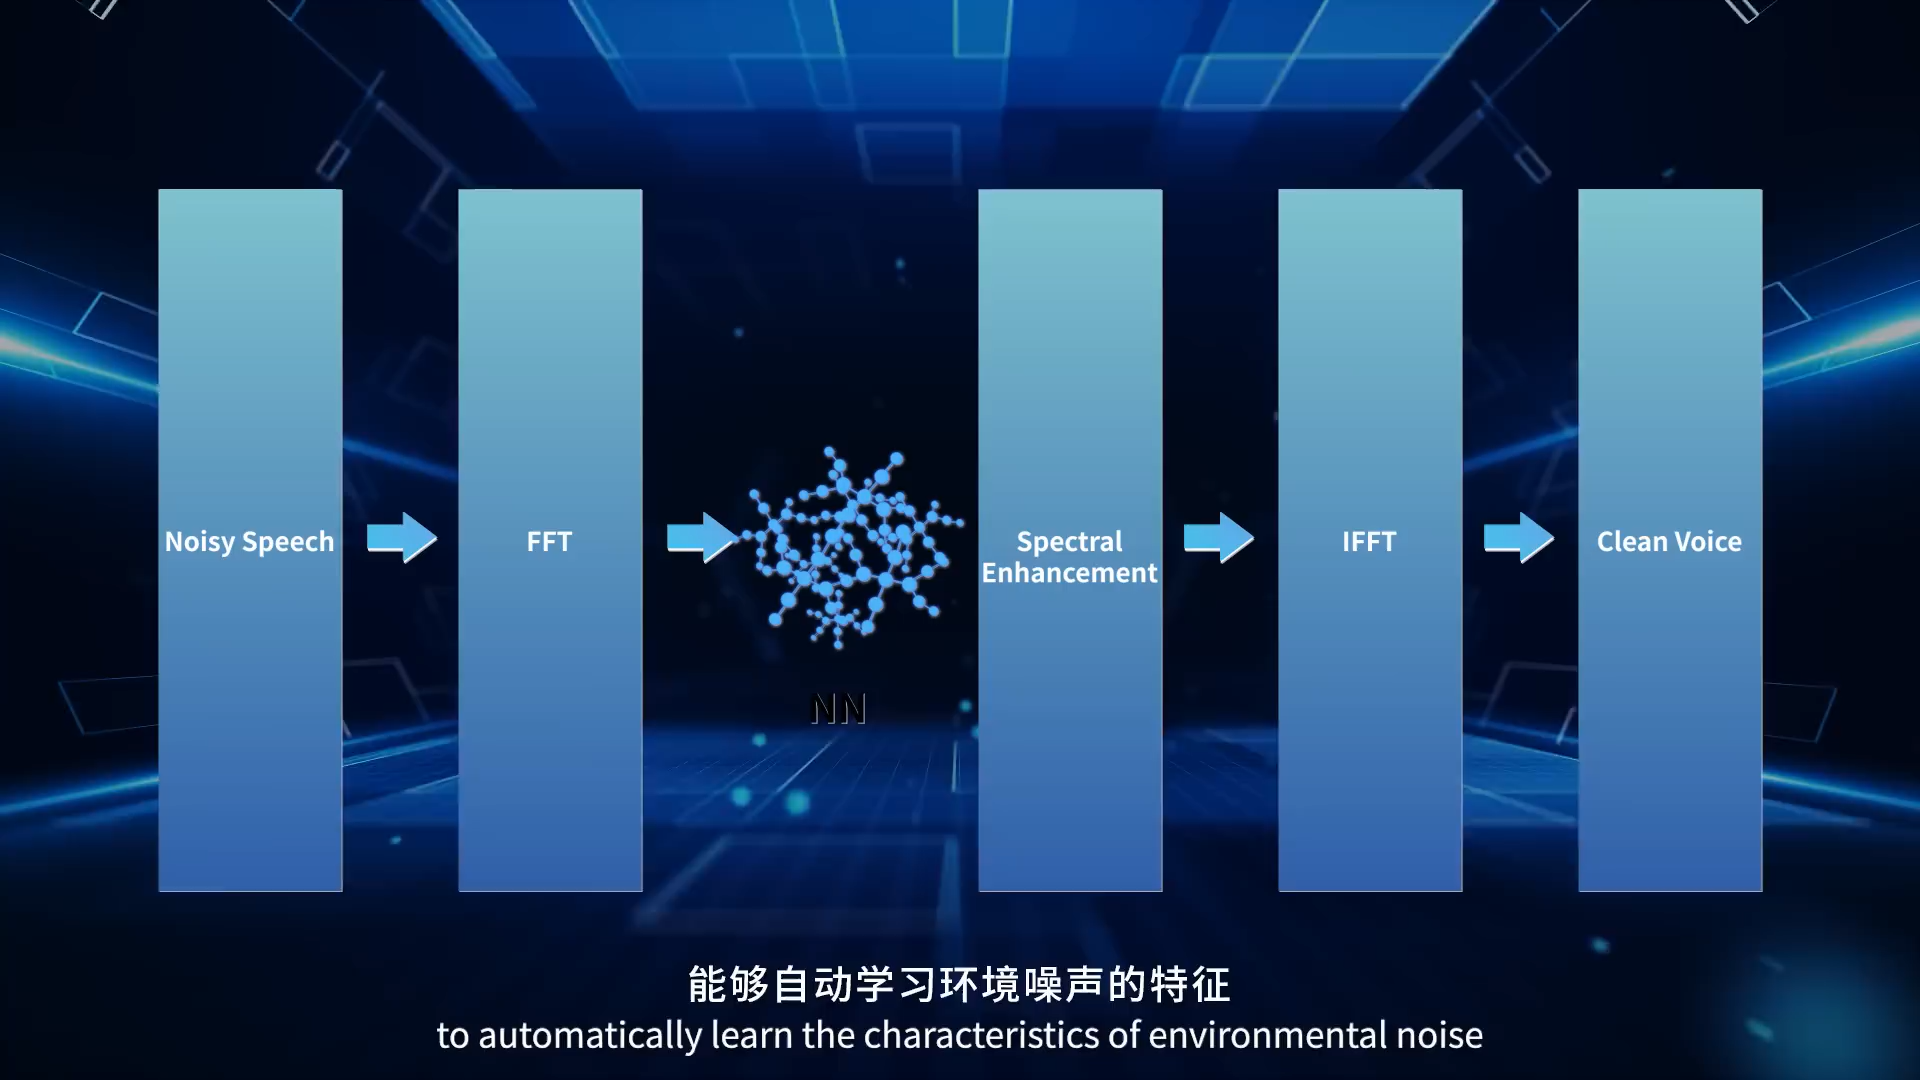 Noisy Speech
FFT
NN
Spectral
Enhancement
IFFT
Clean Voice
能够自动学习环境噪声的特征
to automatically learn the characteristics of environmental noise